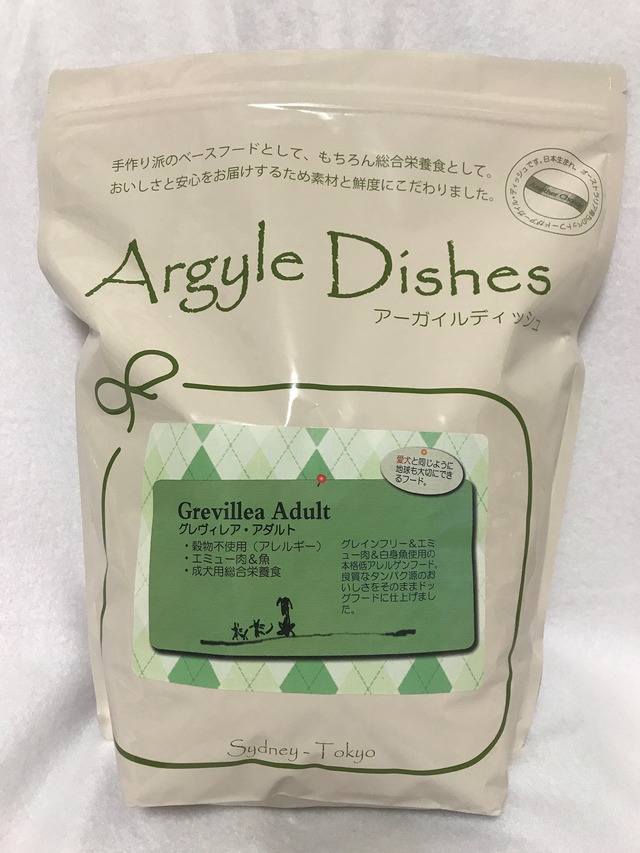 手作り派のベースフードとして、もちろん総合栄養食として。
おいしさと安心をお届けするため素材と鮮度にこだわりました。
Another Choice
Argyle Dishes
アーガイルディッシュ
愛犬と同じように
地球も大切にでき
るフード。
Grevillea Adult
グレヴィレア・アダルト
・穀物不使用（アレルギー）
・エミュー肉＆魚
・成犬用総合栄養食
グレインフリー＆エミ
ュー肉＆白身魚使用の
本格低アレルゲンフード。
良質なタンパク源のお
いしさをそのままドッ
グフードに仕上げまし
た。
Sydney - Tokyo